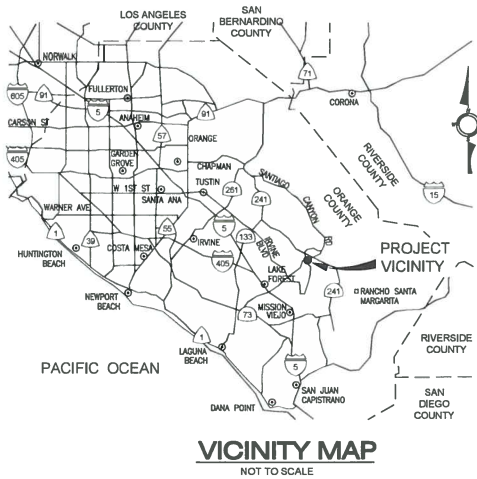 LOS ANGELES
COUNTY
SAN
BERNARDINO
COUNTY
NORWALK
71
605
91
FULLERTON
CORONA
5
91
CARSON ST
ANAHEIM
57
ORANGE
405
GARDEN
GROVE
CHAPMAN
SANTIAGO
CANYON
RD
RIVERSIDE
COUNTY
ORANGE
COUNTY
15
W 1ST ST
TUSTIN
SANTA ANA
261
241
WARNER AVE
1
39
55
5
133
IRVINE
BLVD
HUNTINGTON
BEACH
COSTA MESA
IRVINE
405
PROJECT
VICINITY
LAKE
FOREST
241
RANCHO SANTA
MARGARITA
NEWPORT
BEACH
MISSION
VIEJO
73
1
RIVERSIDE
COUNTY
LAGUNA
BEACH
5
PACIFIC OCEAN
SAN JUAN
CAPISTRANO
SAN
DIEGO
COUNTY
DANA POINT
VICINITY MAP
NOT TO SCALE